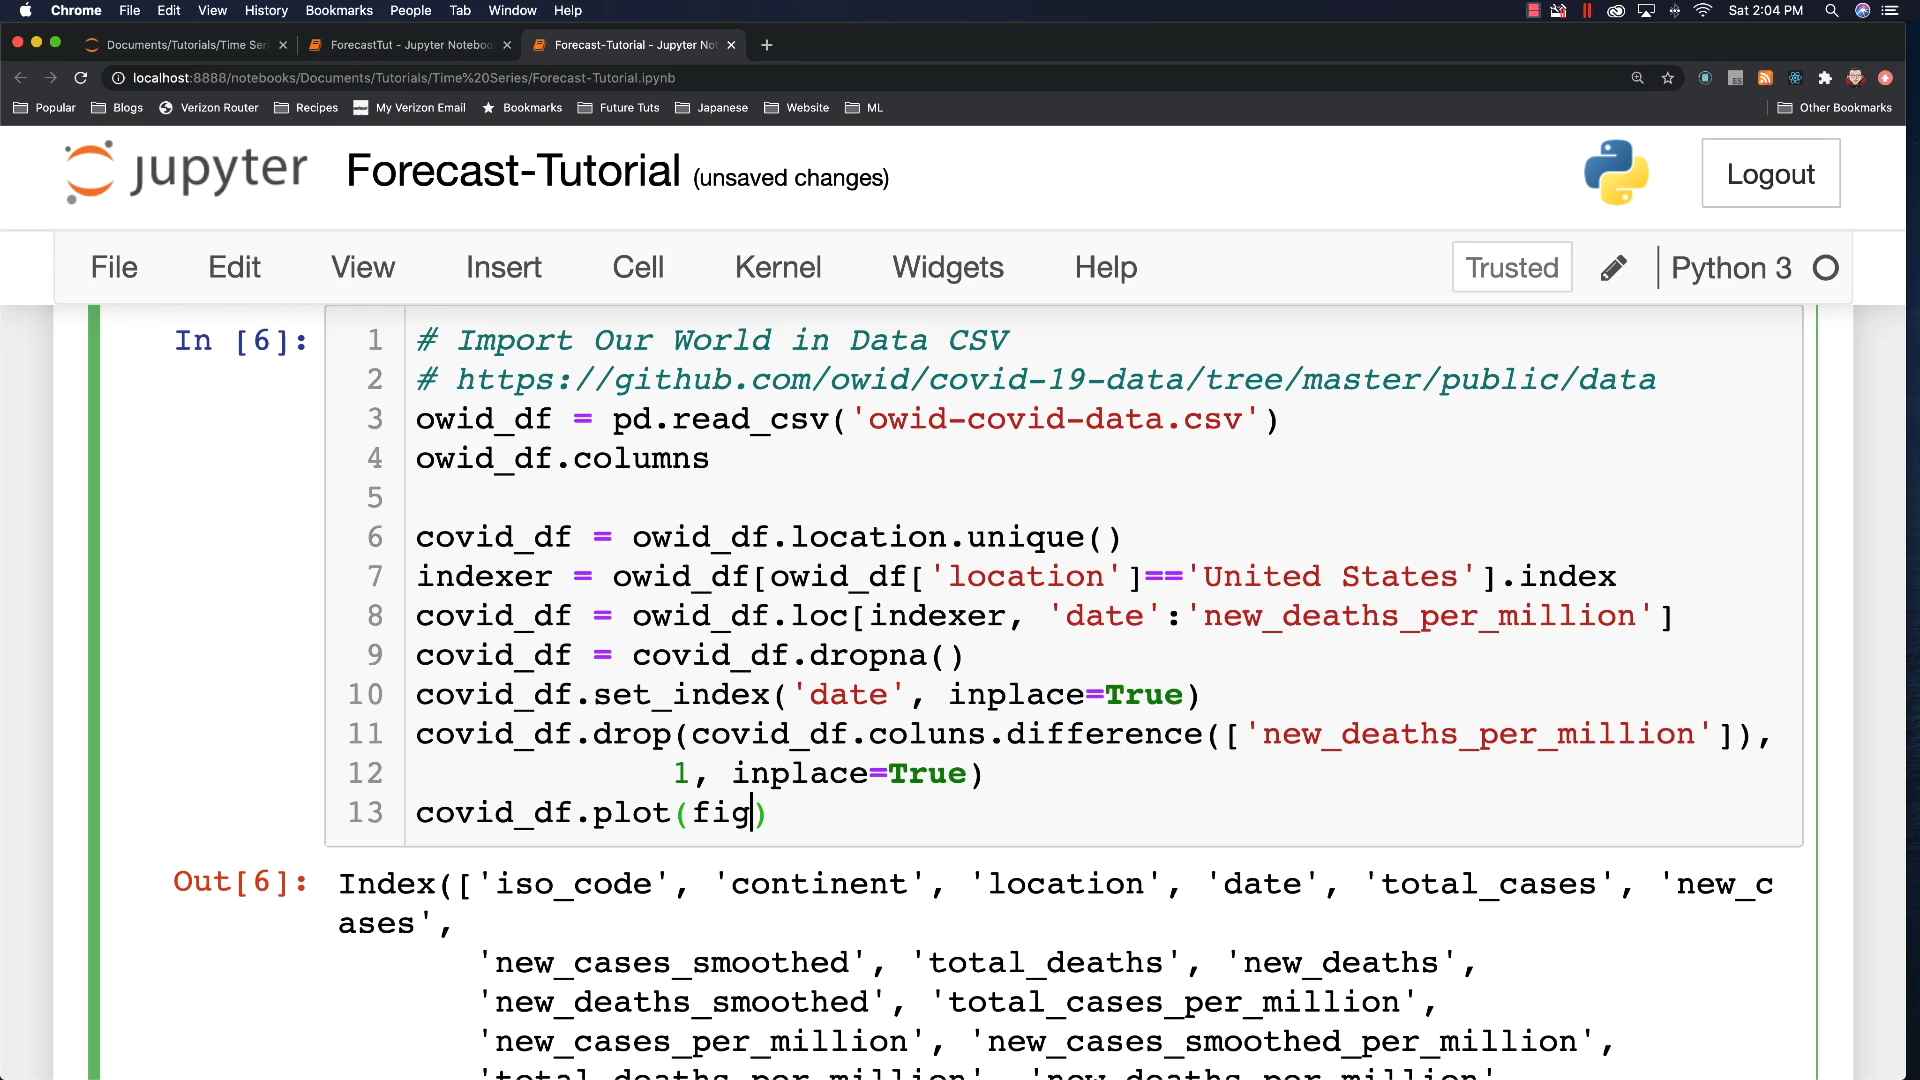 Chrome File Edit View History Bookmarks People Tab Window Help Sat 2:04 PM
Documents/Tutorials/Time Seri ForecastTut - Jupyter Noteboo Forecast-Tutorial - Jupyter Not
localhost:8888/notebooks/Documents/Tutorials/Time%20Series/Forecast-Tutorial.ipynb
Popular Blogs Verizon Router Recipes My Verizon Email Bookmarks Future Tuts Japanese Website ML Other Bookmarks
jupyter Forecast-Tutorial (unsaved changes) Logout
File Edit View Insert Cell Kernel Widgets Help Trusted Python 3
In [6]: 1 # Import Our World in Data CSV
2 # https://github.com/owid/covid-19-data/tree/master/public/data
3 owid_df = pd.read_csv('owid-covid-data.csv')
4 owid_df.columns
5
6 covid_df = owid_df.location.unique()
7 indexer = owid_df[owid_df['location']=='United States'].index
8 covid_df = owid_df.loc[indexer, 'date':'new_deaths_per_million']
9 covid_df = covid_df.dropna()
10 covid_df.set_index('date', inplace=True)
11 covid_df.drop(covid_df.coluns.difference(['new_deaths_per_million']),
12 1, inplace=True)
13 covid_df.plot(fig)
Out[6]: Index(['iso_code', 'continent', 'location', 'date', 'total_cases', 'new_c
ases',
'new_cases_smoothed', 'total_deaths', 'new_deaths',
'new_deaths_smoothed', 'total_cases_per_million',
'new_cases_per_million', 'new_cases_smoothed_per_million',
'total_deaths_per_million', 'new_deaths_per_million',